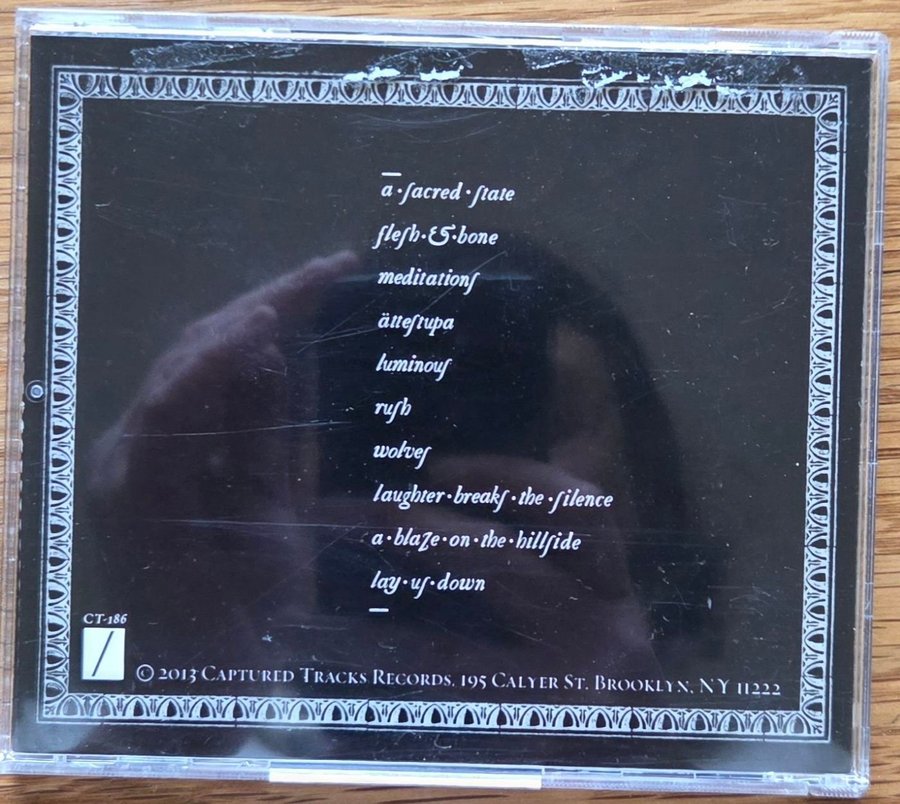 a·ſacred·ſtate
fleſh·&·bone
meditationſ
ätteſtupa
luminouſ
ruſh
wolveſ
laughter·breakſ·the·ſilence
a·blaze·on·the·hillſide
lay·uſ·down
CT-186
© 2013 Captured Tracks Records. 195 Calyer St. Brooklyn, NY 11222